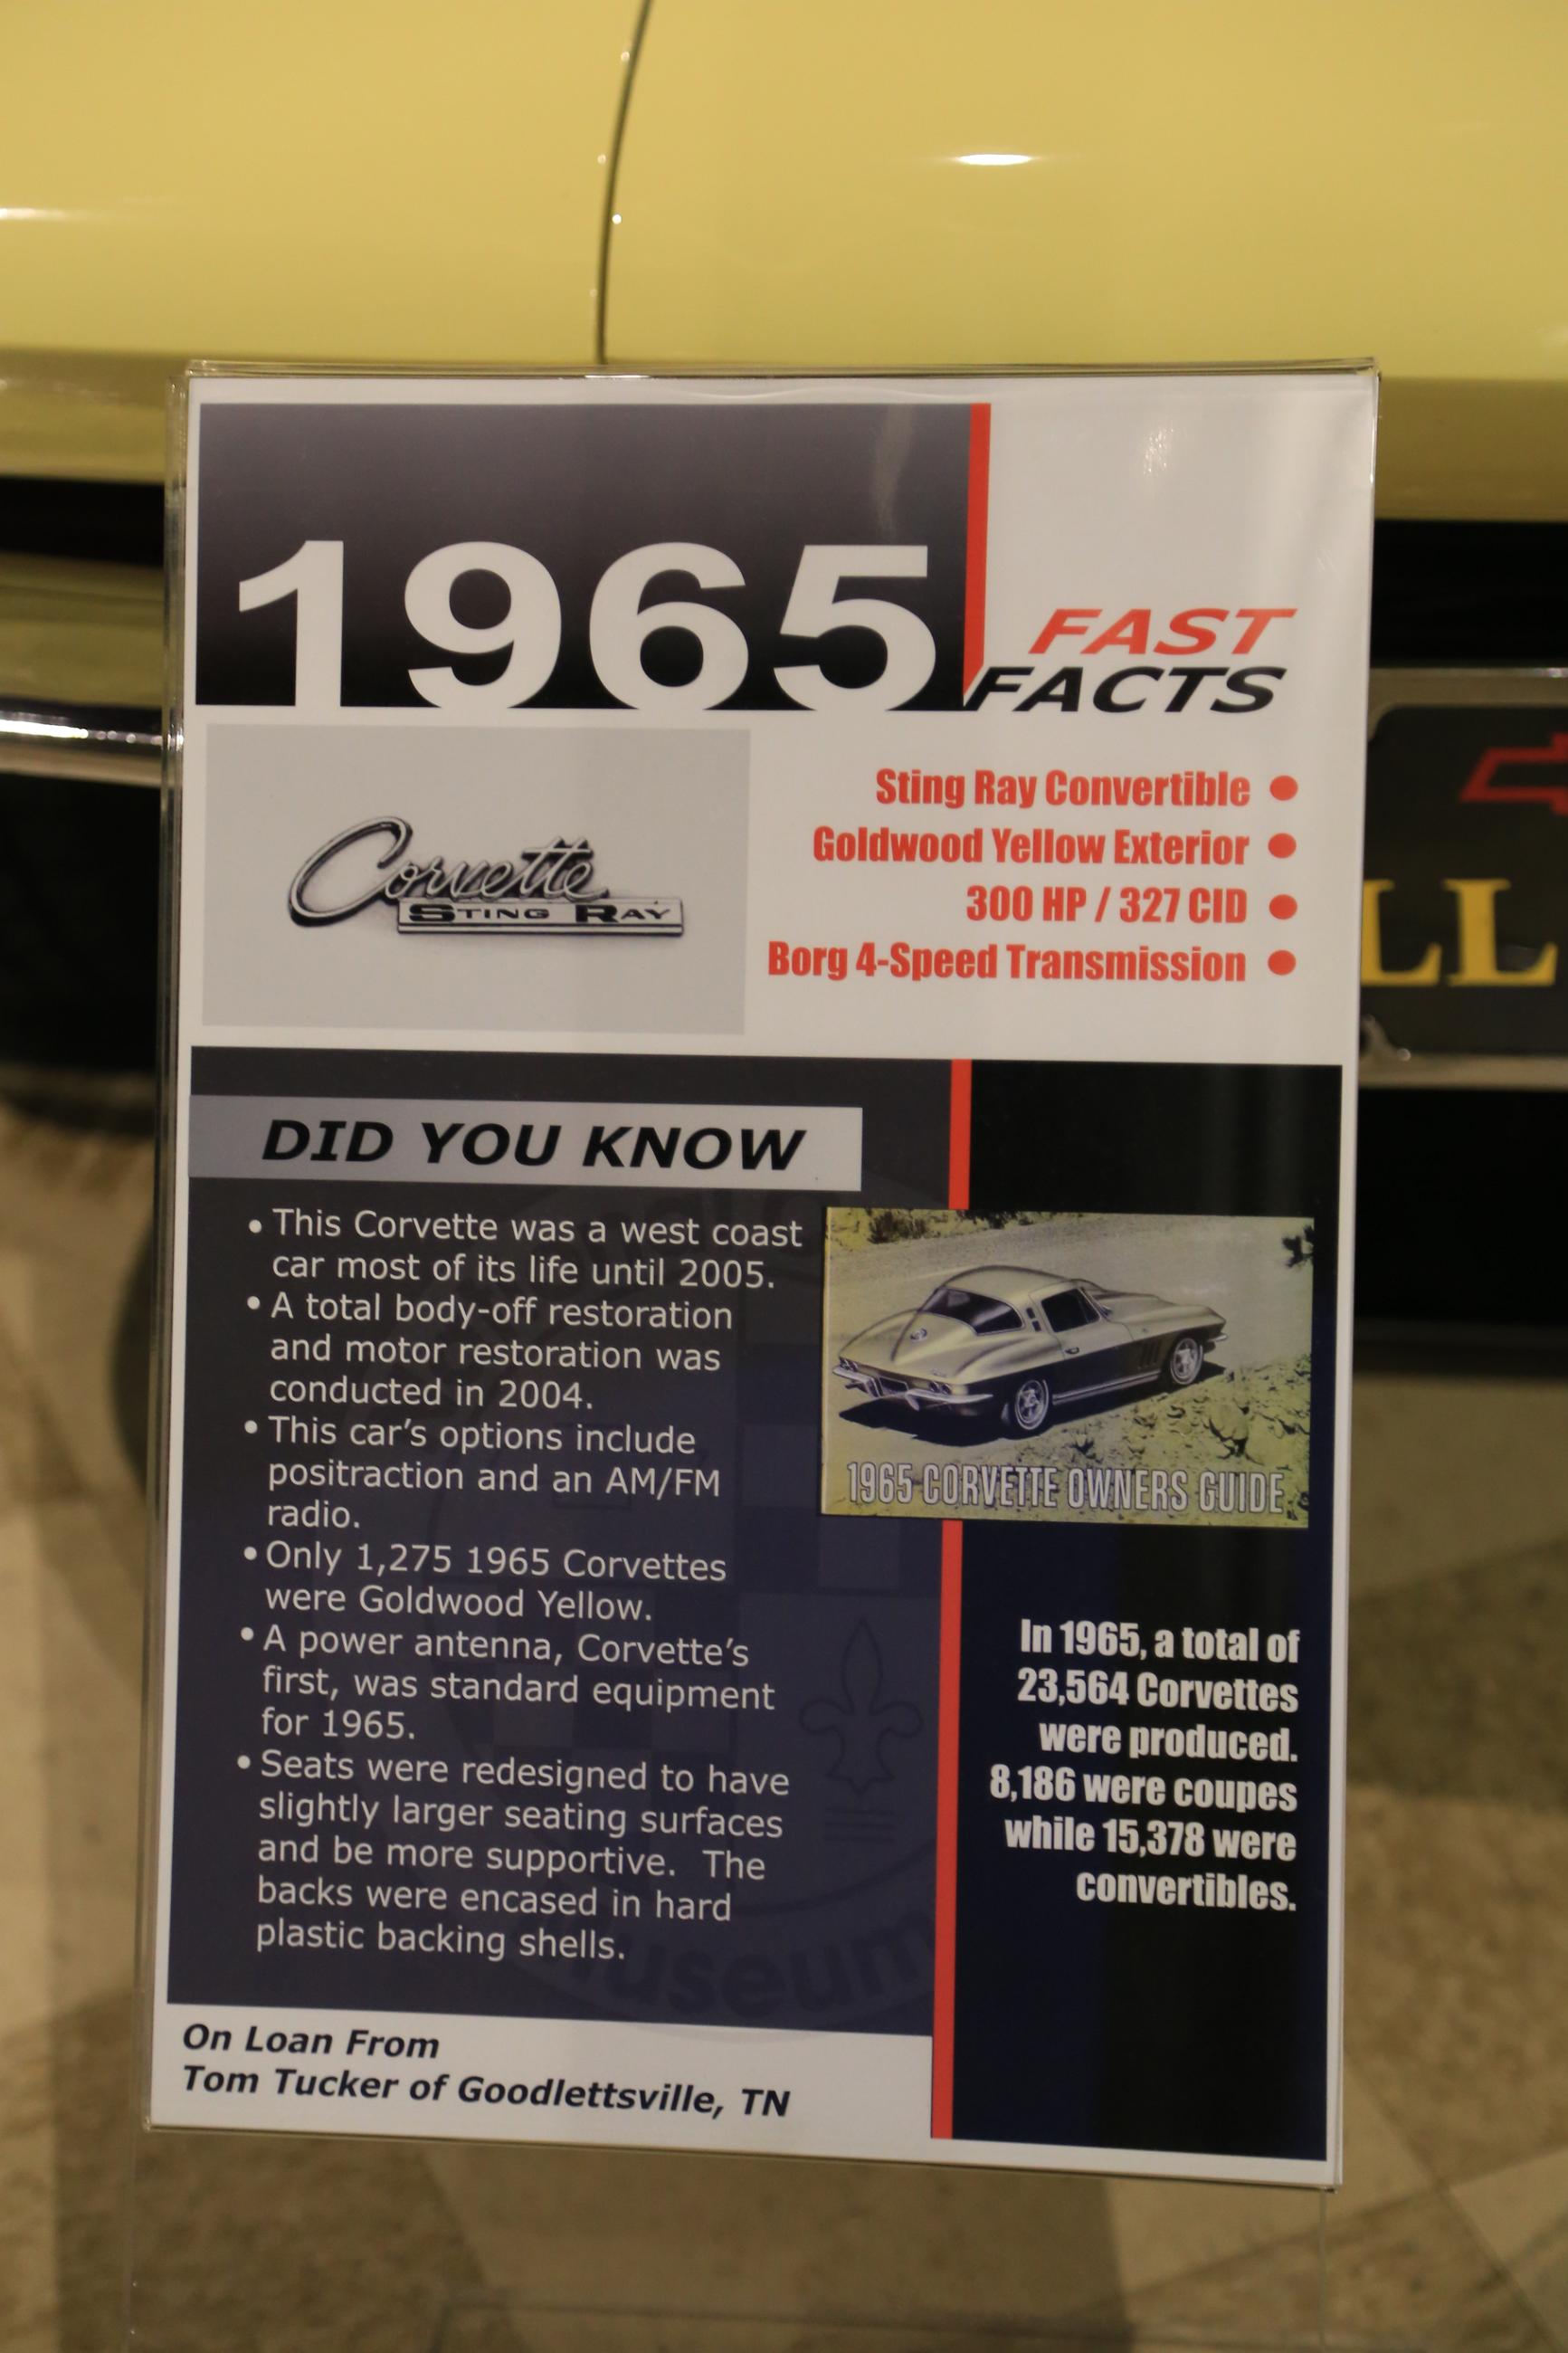 1965
FAST
FACTS
Corvette
STING RAY
Sting Ray Convertible •
Goldwood Yellow Exterior •
300 HP / 327 CID •
Borg 4-Speed Transmission •
DID YOU KNOW
• This Corvette was a west coast
car most of its life until 2005.
• A total body-off restoration
and motor restoration was
conducted in 2004.
• This car's options include
positraction and an AM/FM
radio.
• Only 1,275 1965 Corvettes
were Goldwood Yellow.
• A power antenna, Corvette's
first, was standard equipment
for 1965.
• Seats were redesigned to have
slightly larger seating surfaces
and be more supportive.  The
backs were encased in hard
plastic backing shells.
Museum
1965 CORVETTE OWNERS GUIDE
In 1965, a total of
23,564 Corvettes
were produced.
8,186 were coupes
while 15,378 were
convertibles.
On Loan From
Tom Tucker of Goodlettsville, TN
LL